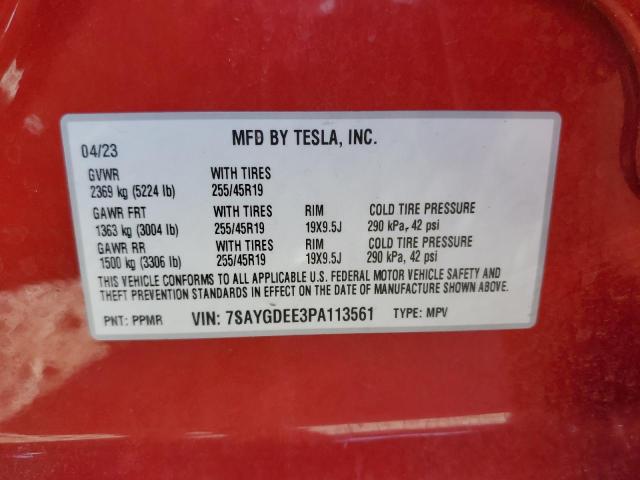 MFD BY TESLA, INC.
04/23
GVWR WITH TIRES
2369 kg (5224 lb) 255/45R19
GAWR FRT WITH TIRES RIM COLD TIRE PRESSURE
1363 kg (3004 lb) 255/45R19 19X9.5J 290 kPa, 42 psi
GAWR RR WITH TIRES RIM COLD TIRE PRESSURE
1500 kg (3306 lb) 255/45R19 19X9.5J 290 kPa, 42 psi
THIS VEHICLE CONFORMS TO ALL APPLICABLE U.S. FEDERAL MOTOR VEHICLE SAFETY AND
THEFT PREVENTION STANDARDS IN EFFECT ON THE DATE OF MANUFACTURE SHOWN ABOVE.
PNT: PPMR VIN: 7SAYGDEE3PA113561 TYPE: MPV